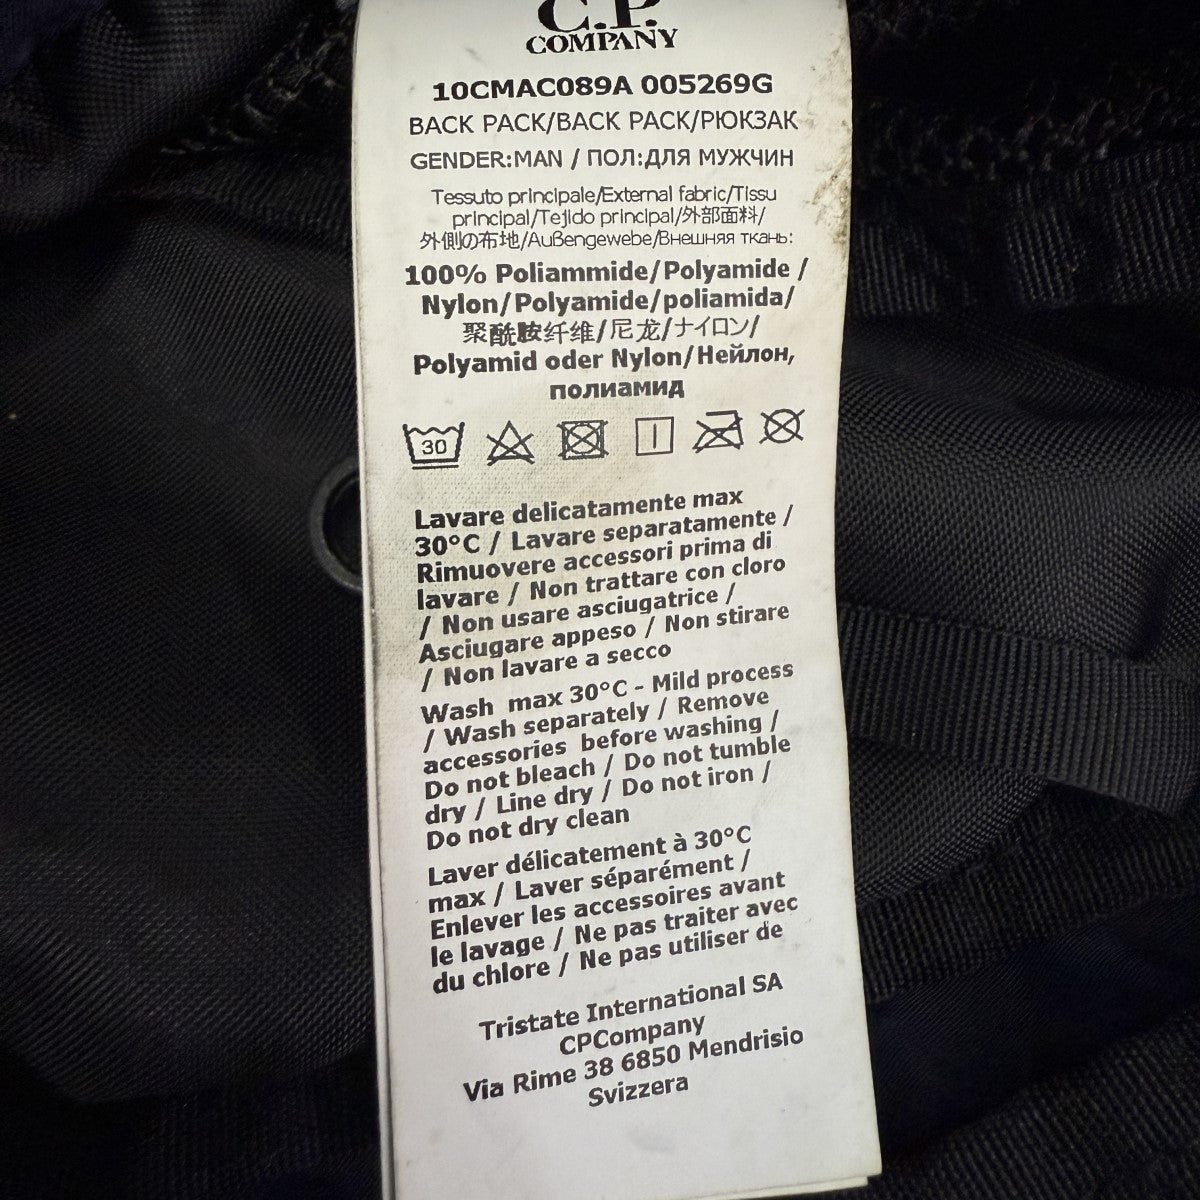 C.P.
COMPANY
10CMAC089A 005269G
BACK PACK/BACK PACK/РЮКЗАК
GENDER:MAN / ПОЛ:ДЛЯ МУЖЧИН
Tessuto principale/External fabric/Tissu
principal/Tejido principal/外部面料/
外側の布地/Außengewebe/Внешняя ткань:
100% Poliammide/Polyamide /
Nylon/Polyamide/poliamida/
聚酰胺纤维/尼龙/ナイロン/
Polyamid oder Nylon/Нейлон,
полиамид
30
Lavare delicatamente max
30°C / Lavare separatamente /
Rimuovere accessori prima di
lavare / Non trattare con cloro
/ Non usare asciugatrice /
Asciugare appeso / Non stirare
/ Non lavare a secco
Wash max 30°C - Mild process
/ Wash separately / Remove
accessories before washing /
Do not bleach / Do not tumble
dry / Line dry / Do not iron /
Do not dry clean
Laver délicatement à 30°C
max / Laver séparément /
Enlever les accessoires avant
le lavage / Ne pas traiter avec
du chlore / Ne pas utiliser de
Tristate International SA
CPCompany
Via Rime 38 6850 Mendrisio
Svizzera